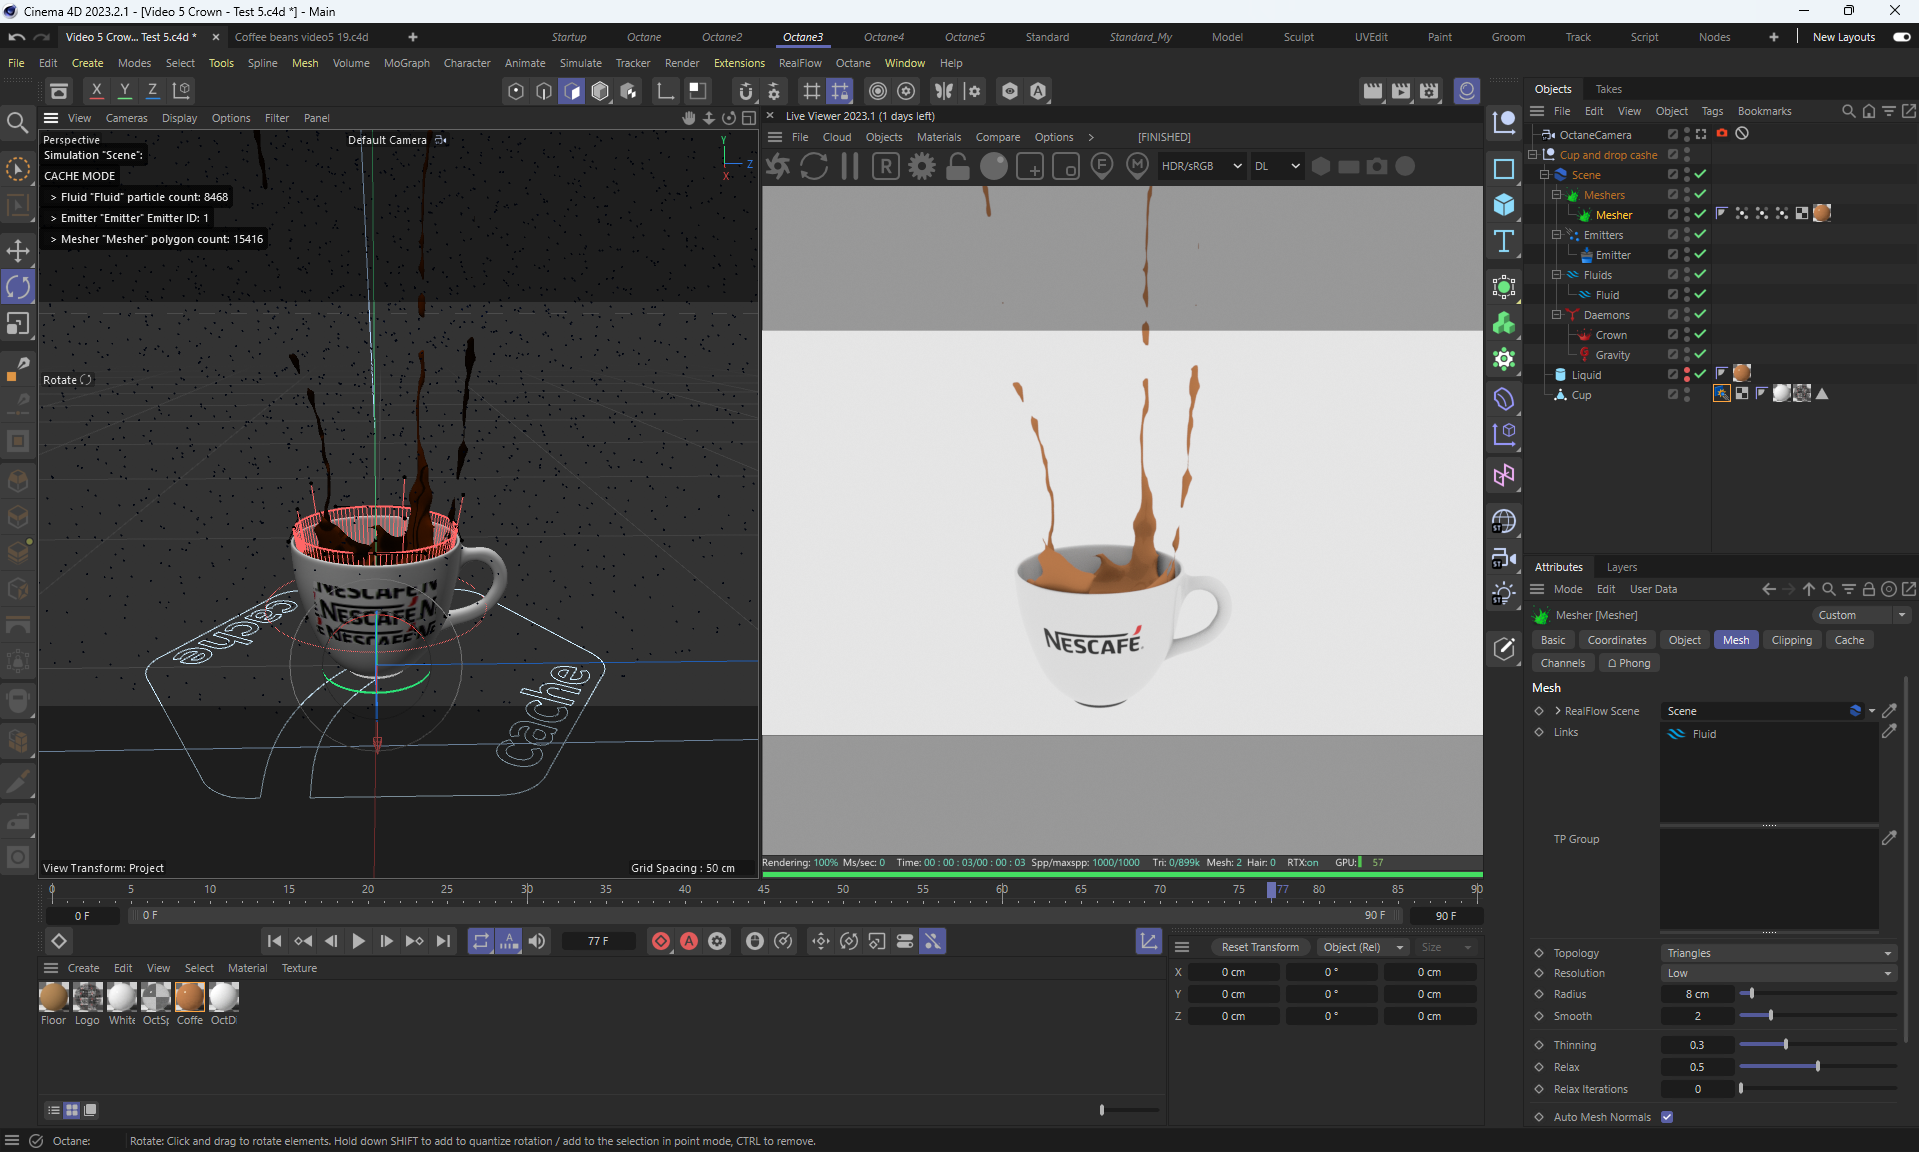 Cinema 4D 2023.2.1 - [Video 5 Crown - Test 5.c4d *] - Main
Video 5 Crow... Test 5.c4d *
Coffee beans video5 19.c4d
Startup Octane Octane2 Octane3 Octane4 Octane5 Standard Standard_My Model Sculpt UVEdit Paint Groom Track Script Nodes New Layouts
File Edit Create Modes Select Tools Spline Mesh Volume MoGraph Character Animate Simulate Tracker Render Extensions RealFlow Octane Window Help
X Y Z
View Cameras Display Options Filter Panel
Perspective
Default Camera
Simulation "Scene":
CACHE MODE
> Fluid "Fluid" particle count: 8468
> Emitter "Emitter" Emitter ID: 1
> Mesher "Mesher" polygon count: 15416
Y
Z
X
Rotate
NESCAFÉ
NESCAFÉ N
NESCAFÉ
cache
cache
View Transform: Project
Grid Spacing : 50 cm
Live Viewer 2023.1 (1 days left)
File Cloud Objects Materials Compare Options > [FINISHED]
R F M HDR/sRGB DL
NESCAFÉ.
Rendering: 100% Ms/sec: 0 Time: 00 : 00 : 03/00 : 00 : 03 Spp/maxspp: 1000/1000 Tri: 0/899k Mesh: 2 Hair: 0 RTX:on GPU: 57
0 5 10 15 20 25 30 35 40 45 50 55 60 65 70 75 77 80 85 90
0 F
0 F
90 F
90 F
77 F
Create Edit View Select Material Texture
Floor Logo White OctSp Coffe OctDi
Reset Transform Object (Rel) Size
X 0 cm 0 ° 0 cm
Y 0 cm 0 ° 0 cm
Z 0 cm 0 ° 0 cm
Octane:
Rotate: Click and drag to rotate elements. Hold down SHIFT to add to quantize rotation / add to the selection in point mode, CTRL to remove.
Objects Takes
File Edit View Object Tags Bookmarks
OctaneCamera
Cup and drop cashe
Scene
Meshers
Mesher
Emitters
Emitter
Fluids
Fluid
Daemons
Crown
Gravity
Liquid
Cup
ST
ST
ST
Attributes Layers
Mode Edit User Data
Mesher [Mesher]
Custom
Basic Coordinates Object Mesh Clipping Cache
Channels Phong
Mesh
> RealFlow Scene Scene
Links Fluid
TP Group
Topology Triangles
Resolution Low
Radius 8 cm
Smooth 2
Thinning 0.3
Relax 0.5
Relax Iterations 0
Auto Mesh Normals